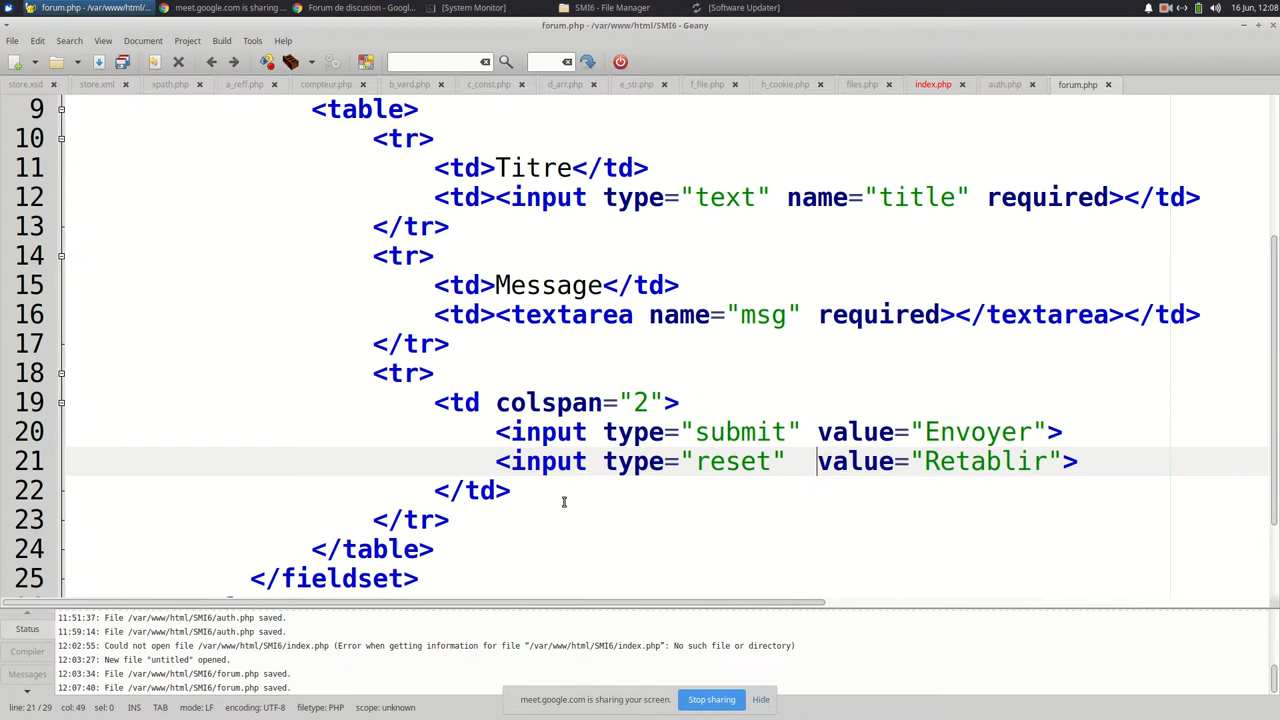 forum.php - /var/www/html/... meet.google.com is sharing ... Forum de discusion - Googl... [System Monitor] SMI6 - File Manager [Software Updater] 16 Jun, 12:08
forum.php - /var/www/html/SMI6 - Geany
File Edit Search View Document Project Build Tools Help
store.xsd store.xml xpath.php a_reff.php compteur.php b_vard.php c_const.php d_arr.php e_str.php f_file.php h_cookie.php files.php index.php auth.php forum.php
9 <table>
10 <tr>
11 <td>Titre</td>
12 <td><input type="text" name="title" required></td>
13 </tr>
14 <tr>
15 <td>Message</td>
16 <td><textarea name="msg" required></textarea></td>
17 </tr>
18 <tr>
19 <td colspan="2">
20 <input type="submit" value="Envoyer">
21 <input type="reset" value="Retablir">
22 </td>
23 </tr>
24 </table>
25 </fieldset>
Status
Compiler
Messages
11:51:37: File /var/www/html/SMI6/auth.php saved.
11:59:14: File /var/www/html/SMI6/auth.php saved.
12:02:55: Could not open file /var/www/html/SMI6/index.php (Error when getting information for file “/var/www/html/SMI6/index.php”: No such file or directory)
12:03:27: New file "untitled" opened.
12:03:34: File /var/www/html/SMI6/forum.php saved.
12:07:40: File /var/www/html/SMI6/forum.php saved.
meet.google.com is sharing your screen. Stop sharing Hide
line: 21 / 29 col: 49 sel: 0 INS TAB mode: LF encoding: UTF-8 filetype: PHP scope: unknown